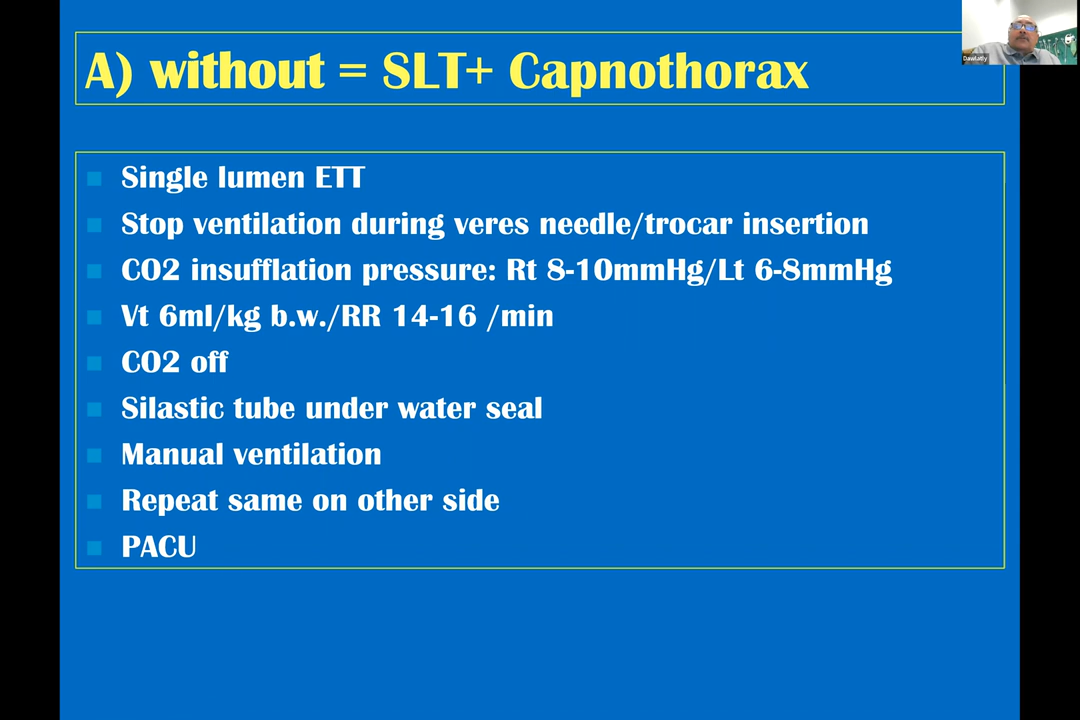 A) without = SLT+ Capnothorax
Dawlatly
Single lumen ETT
Stop ventilation during veres needle/trocar insertion
CO2 insufflation pressure: Rt 8-10mmHg/Lt 6-8mmHg
Vt 6ml/kg b.w./RR 14-16 /min
CO2 off
Silastic tube under water seal
Manual ventilation
Repeat same on other side
PACU